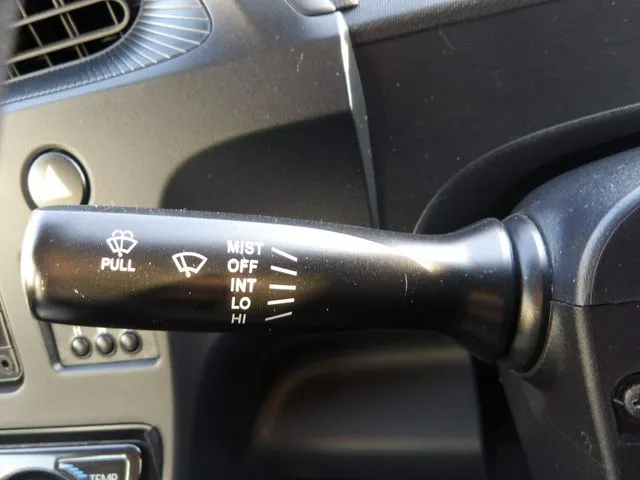 PULL
MIST
OFF
INT
LO
HI
TEMP